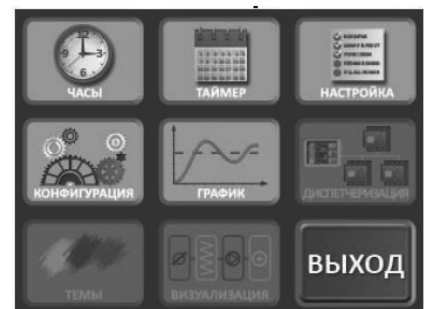 ЧАСЫ
ТАЙМЕР
НАСТРОЙКА
КОНФИГУРАЦИЯ
ГРАФИК
ДИСПЕТЧЕРИЗАЦИЯ
ТЕМЫ
ВИЗУАЛИЗАЦИЯ
ВЫХОД